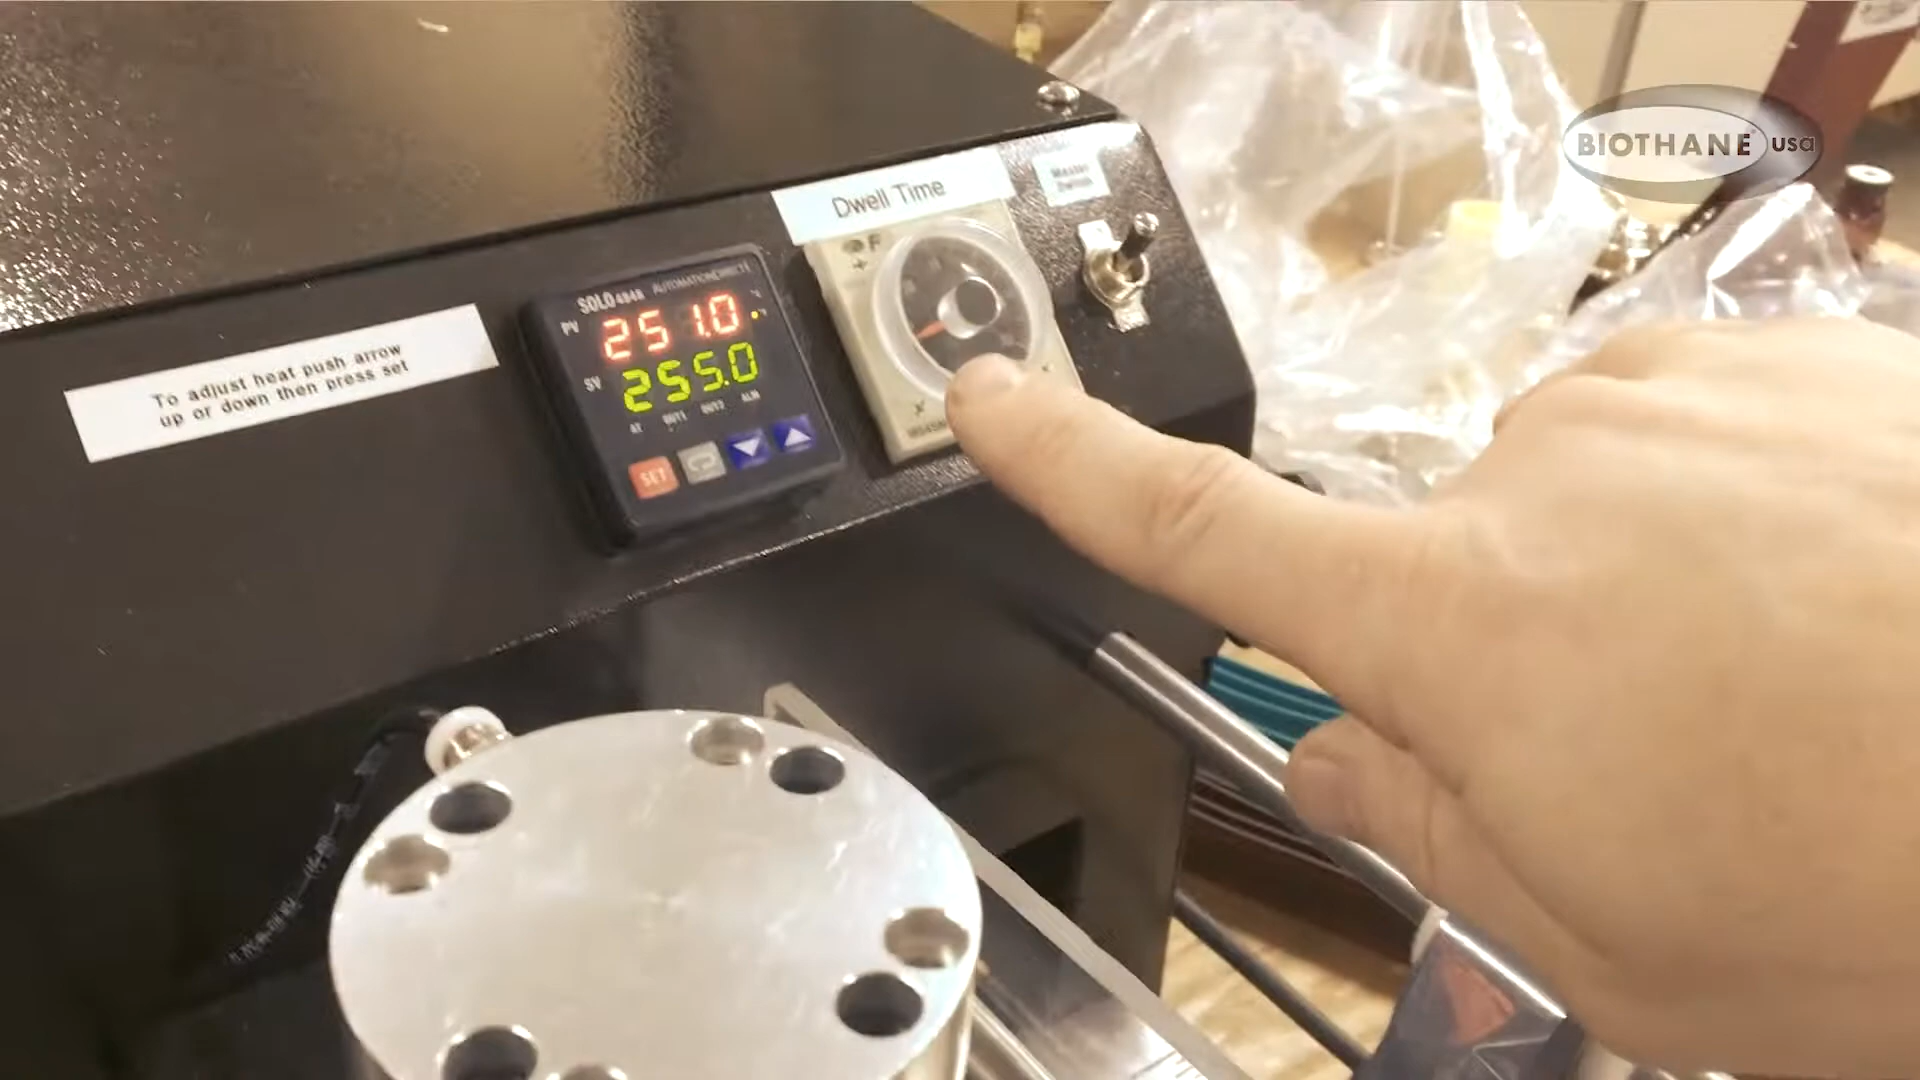 BIOTHANE usa
Dwell Time
Master
Switch
To adjust heat push arrow
up or down then press set
SOLO 4848 AUTOMATIONDIRECT
PV 251.0
SV 255.0
AT OUT1 OUT2 ALM
SET